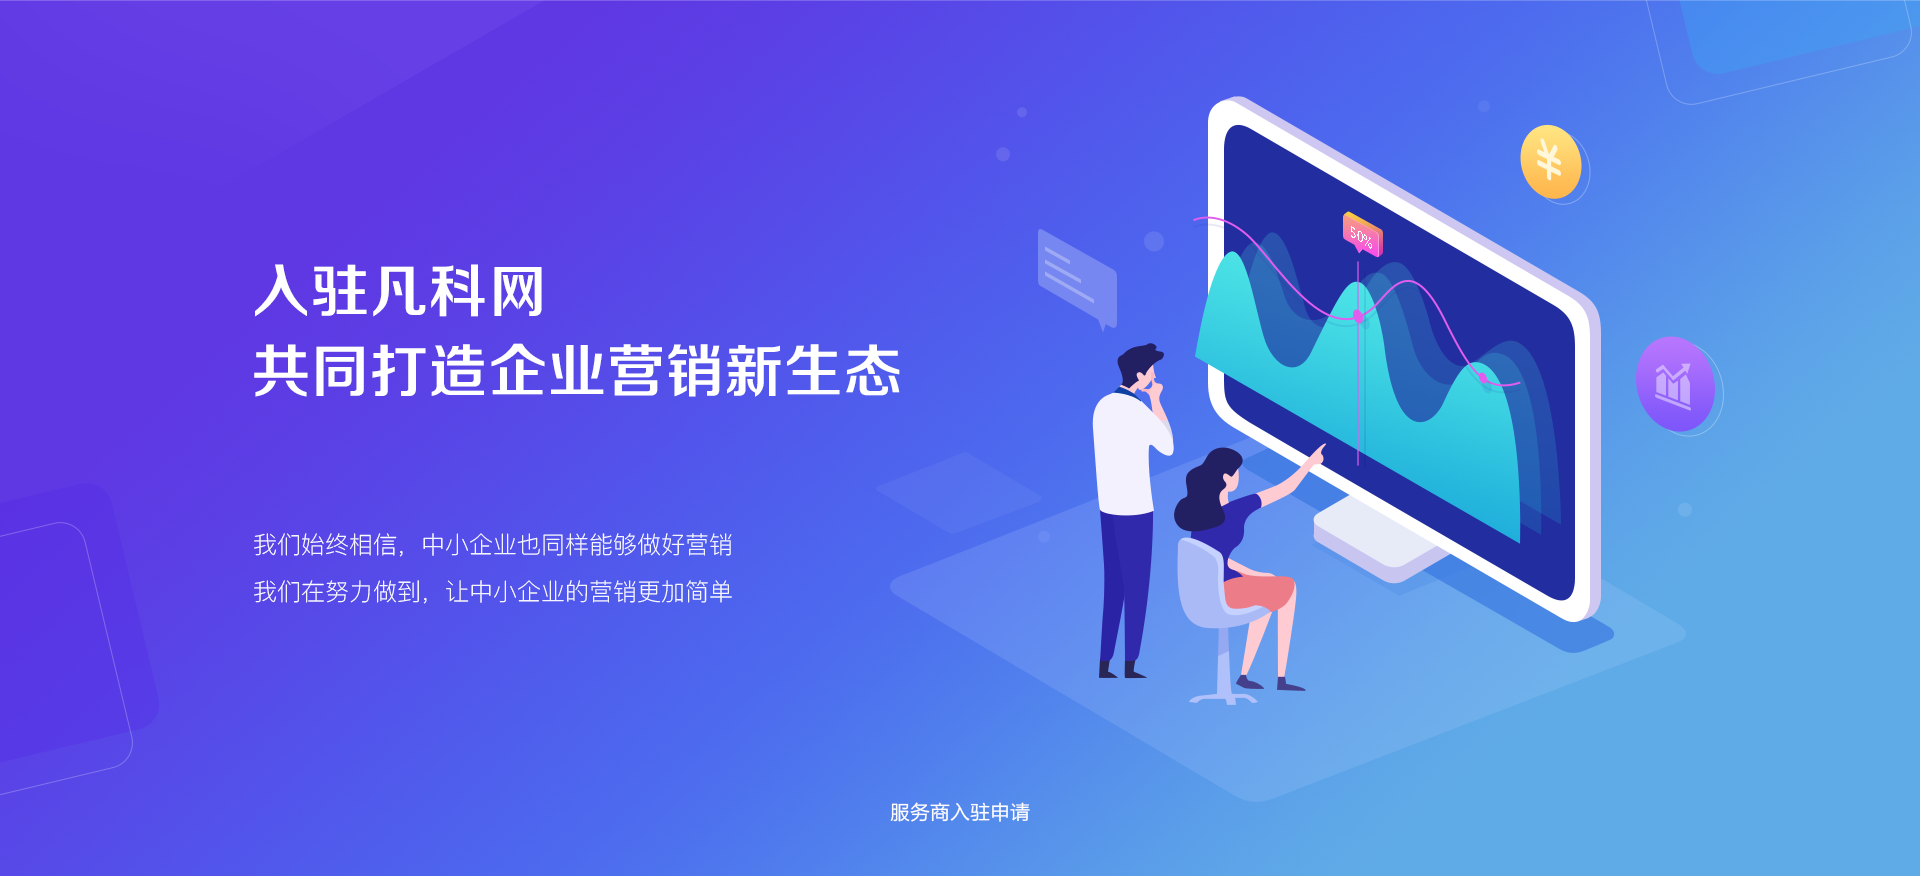 入驻凡科网
共同打造企业营销新生态
我们始终相信，中小企业也同样能够做好营销
我们在努力做到，让中小企业的营销更加简单
50%
¥
服务商入驻申请